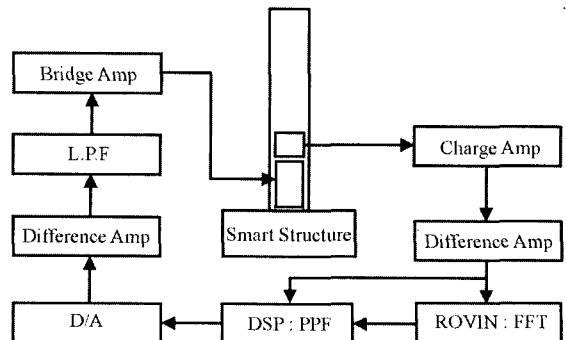 Bridge Amp
L.P.F
Charge Amp
Difference Amp
Smart Structure
Difference Amp
D/A
DSP : PPF
ROVIN : FFT